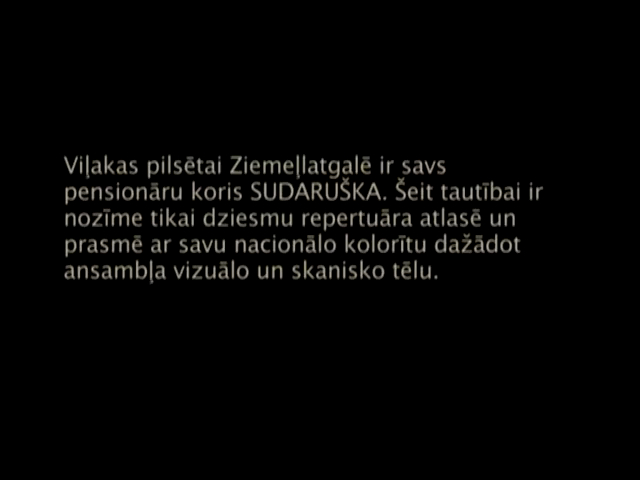 Viļakas pilsētai Ziemeļlatgalē ir savs
pensionāru koris SUDARUŠKA. Šeit tautībai ir
nozīme tikai dziesmu repertuāra atlasē un
prasmē ar savu nacionālo kolorītu dažādot
ansambļa vizuālo un skanisko tēlu.